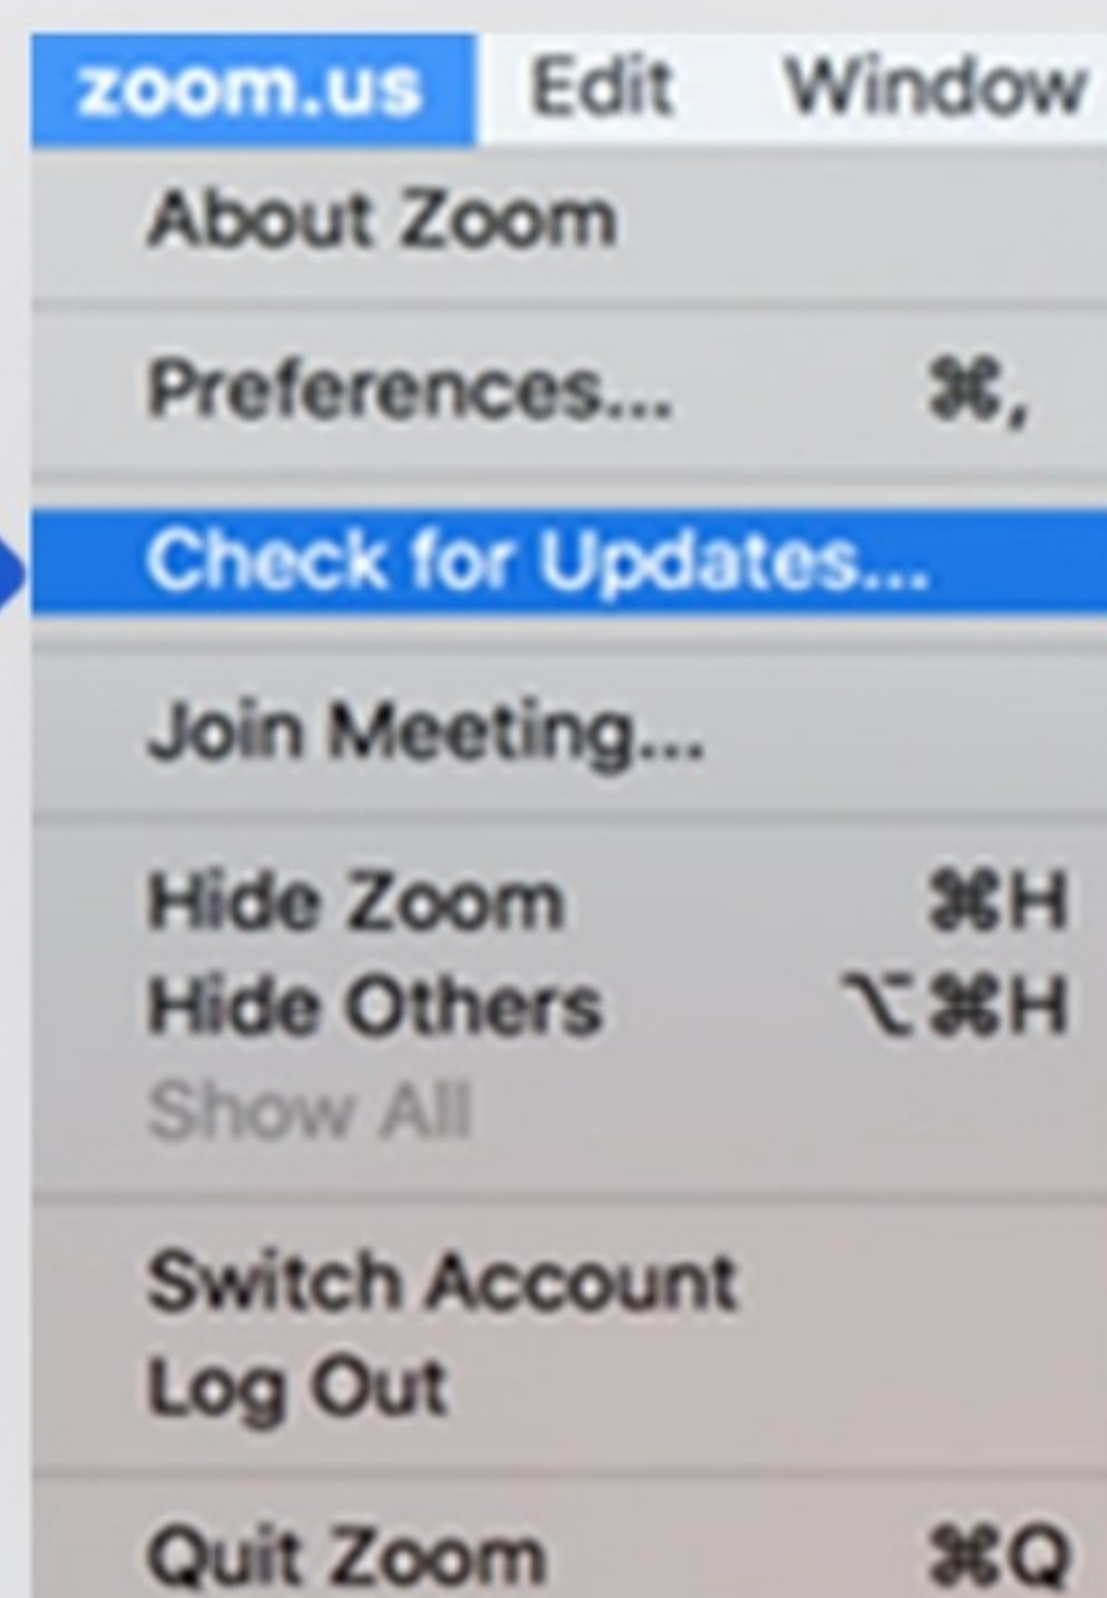 zoom.us Edit Window
About Zoom
Preferences... ⌘,
Check for Updates...
Join Meeting...
Hide Zoom ⌘H
Hide Others ⌥⌘H
Show All
Switch Account
Log Out
Quit Zoom ⌘Q